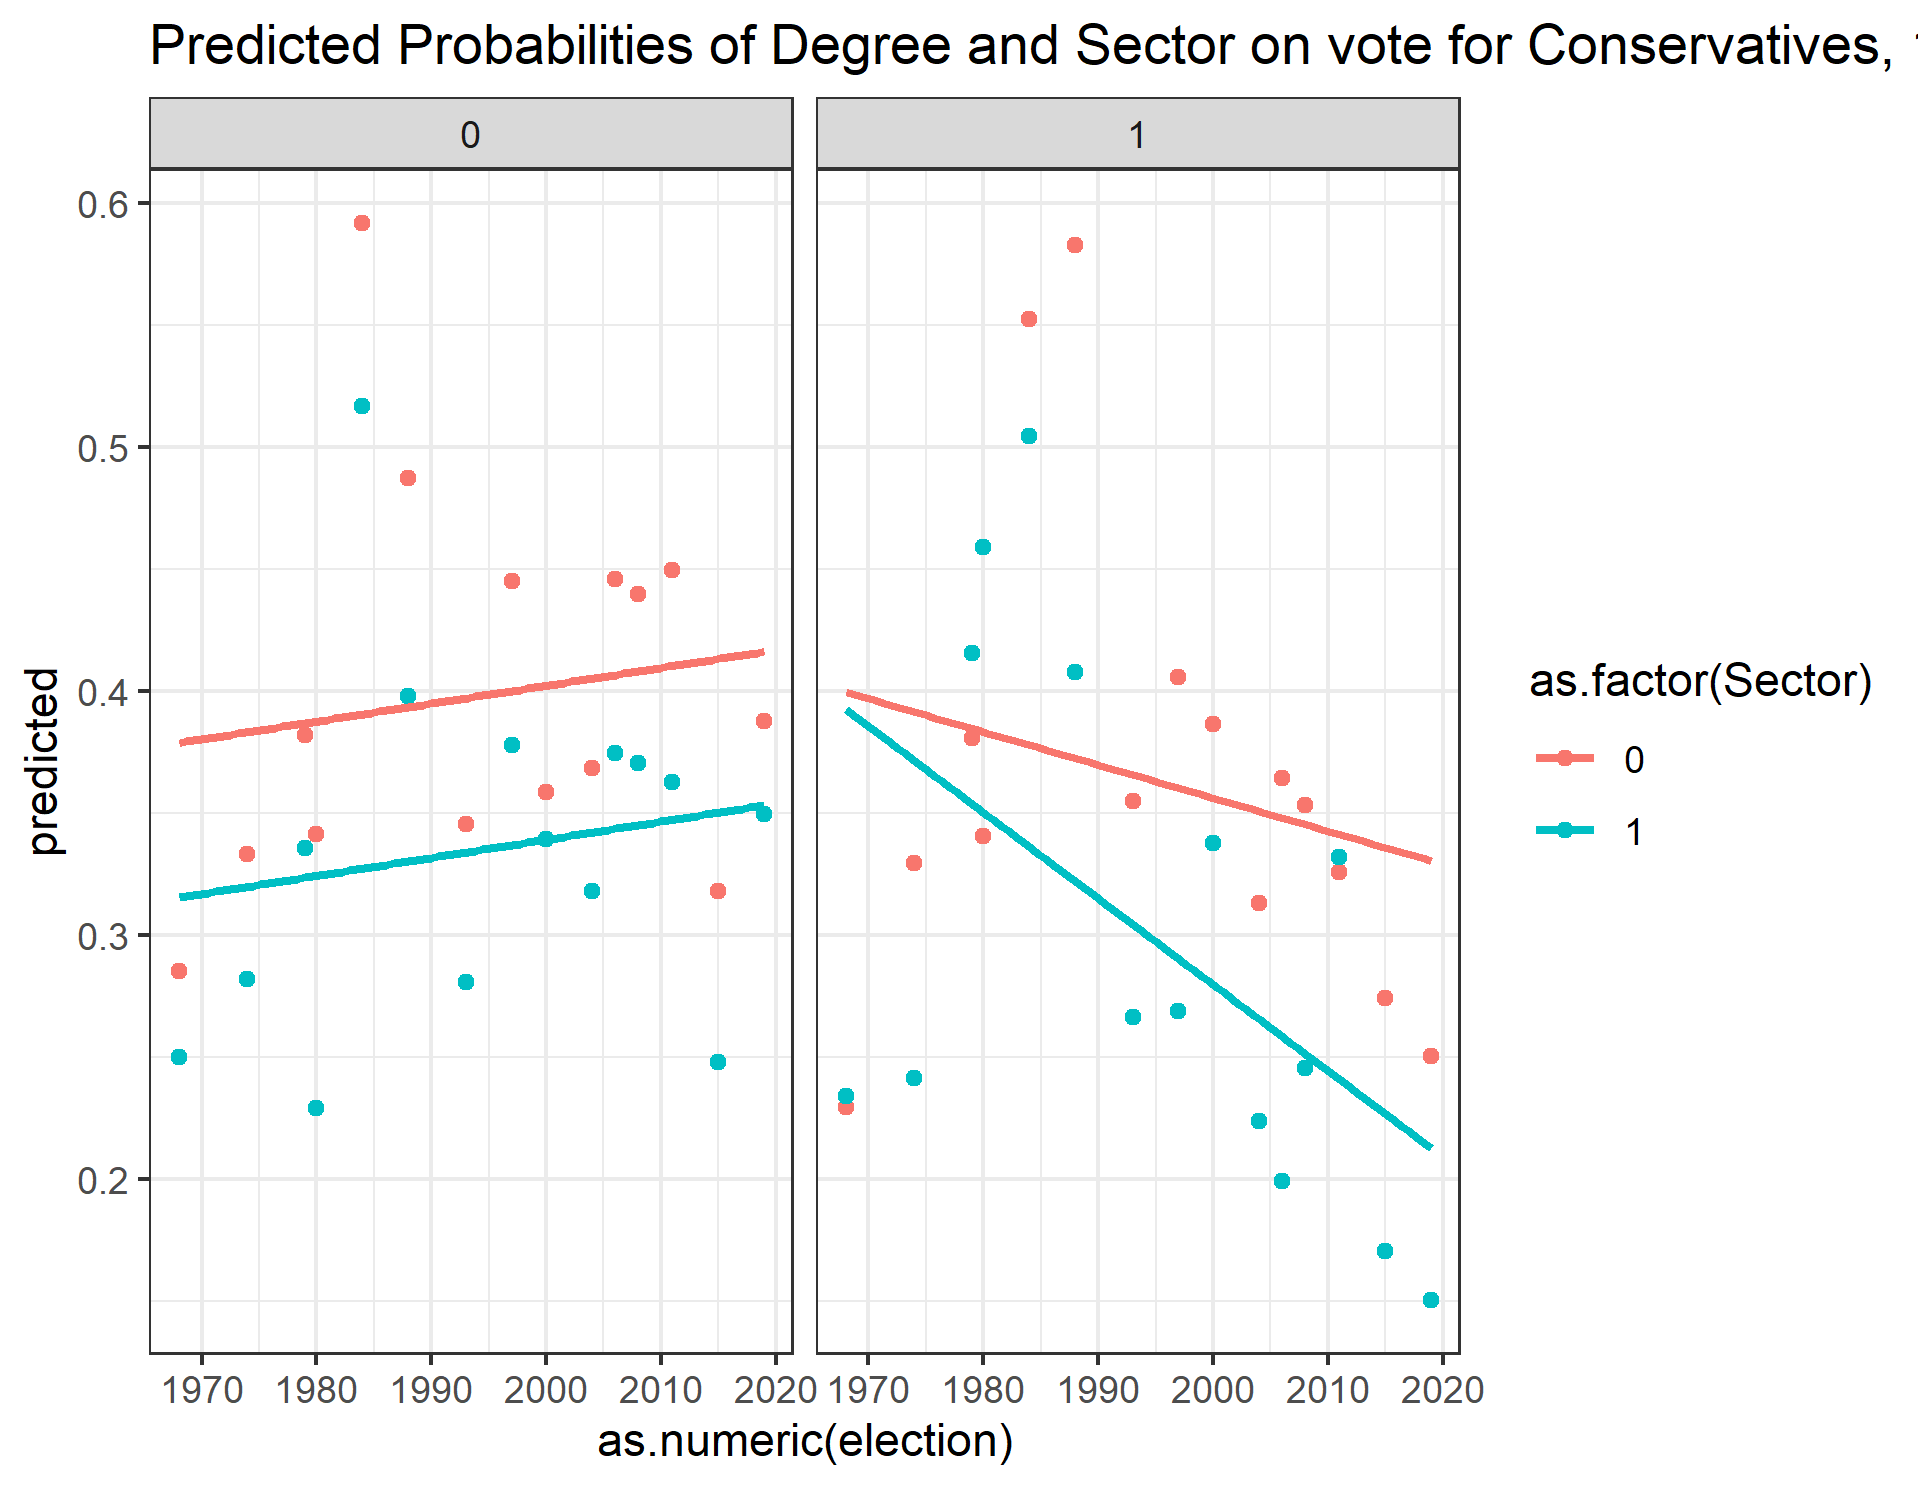 Predicted Probabilities of Degree and Sector on vote for Conservatives,
0 1
0.6
0.5
0.4
0.3
0.2
1970 1980 1990 2000 2010 2020 1970 1980 1990 2000 2010 2020
as.numeric(election)
predicted
as.factor(Sector)
0
1